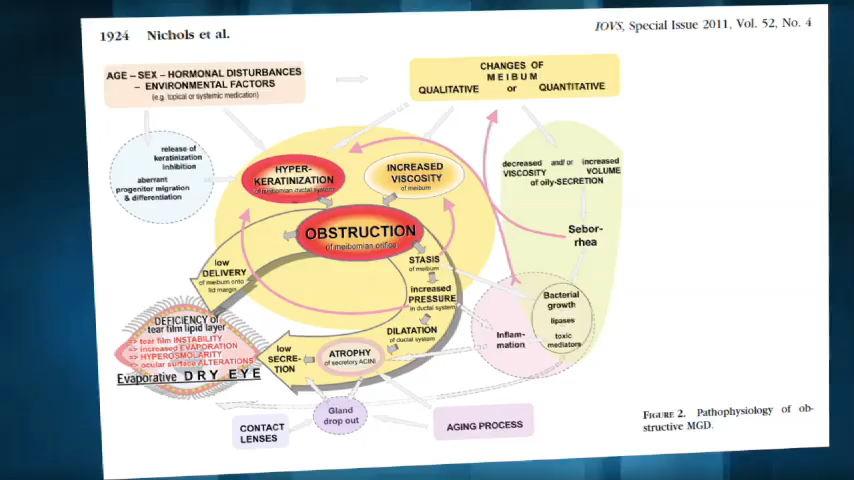 1924 Nichols et al.
IOVS, Special Issue 2011, Vol. 52, No. 4
AGE – SEX – HORMONAL DISTURBANCES
– ENVIRONMENTAL FACTORS
(e.g. topical or systemic medication)
CHANGES OF
MEIBUM
QUALITATIVE or QUANTITATIVE
release of
keratinization
inhibition
aberrant
progenitor migration
& differentiation
HYPER-
KERATINIZATION
of meibomian ductal system
INCREASED
VISCOSITY
of meibum
decreased and/or increased
VISCOSITY VOLUME
of oily-SECRETION
OBSTRUCTION
of meibomian orifice
Sebor-
rhea
low
DELIVERY
of meibum onto
lid margin
STASIS
of meibum
increased
PRESSURE
in ductal system
DILATATION
of ductal system
Bacterial
growth
lipases
toxic
mediators
Inflam-
mation
DEFICIENCY of
tear film lipid layer
=> tear film INSTABILITY
=> increased EVAPORATION
=> HYPEROSMOLARITY
=> ocular surface ALTERATIONS
Evaporative DRY EYE
low
SECRE-
TION
ATROPHY
of secretory ACINI
Gland
drop out
CONTACT
LENSES
AGING PROCESS
FIGURE 2. Pathophysiology of ob-
structive MGD.